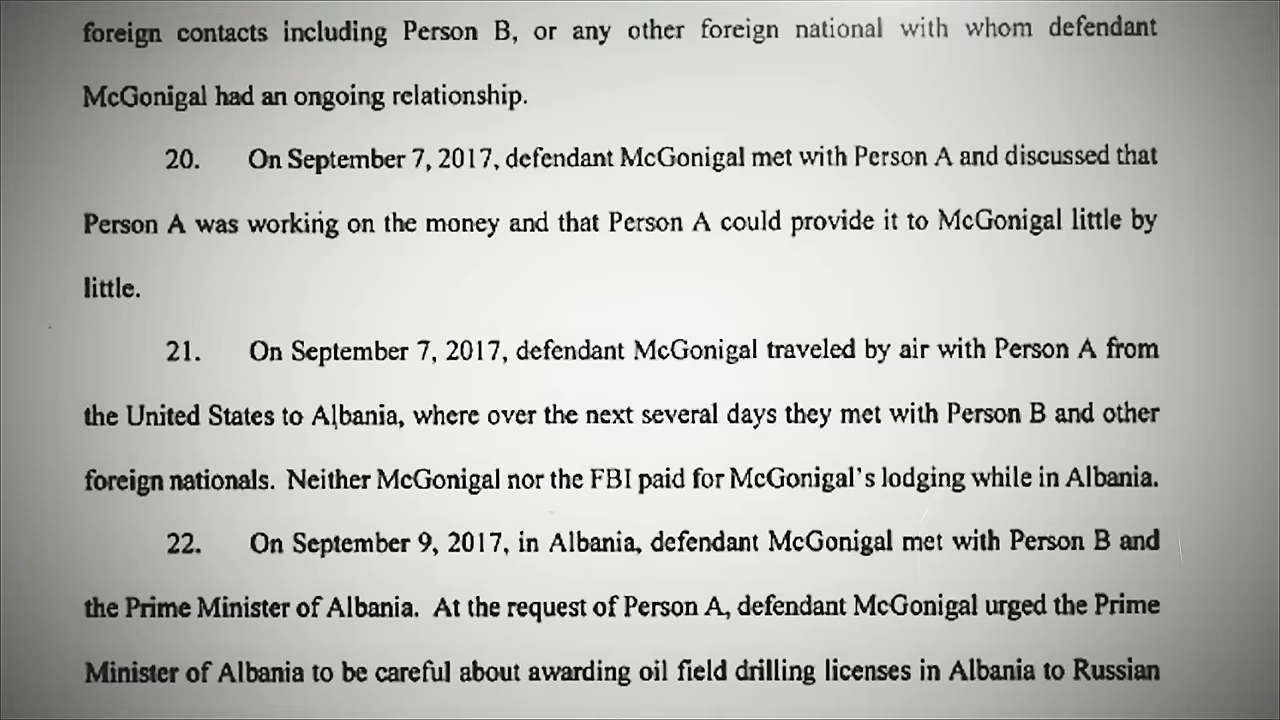 foreign contacts including Person B, or any other foreign national with whom defendant
McGonigal had an ongoing relationship.
20. On September 7, 2017, defendant McGonigal met with Person A and discussed that
Person A was working on the money and that Person A could provide it to McGonigal little by
little.
21. On September 7, 2017, defendant McGonigal traveled by air with Person A from
the United States to Albania, where over the next several days they met with Person B and other
foreign nationals. Neither McGonigal nor the FBI paid for McGonigal's lodging while in Albania.
22. On September 9, 2017, in Albania, defendant McGonigal met with Person B and
the Prime Minister of Albania. At the request of Person A, defendant McGonigal urged the Prime
Minister of Albania to be careful about awarding oil field drilling licenses in Albania to Russian